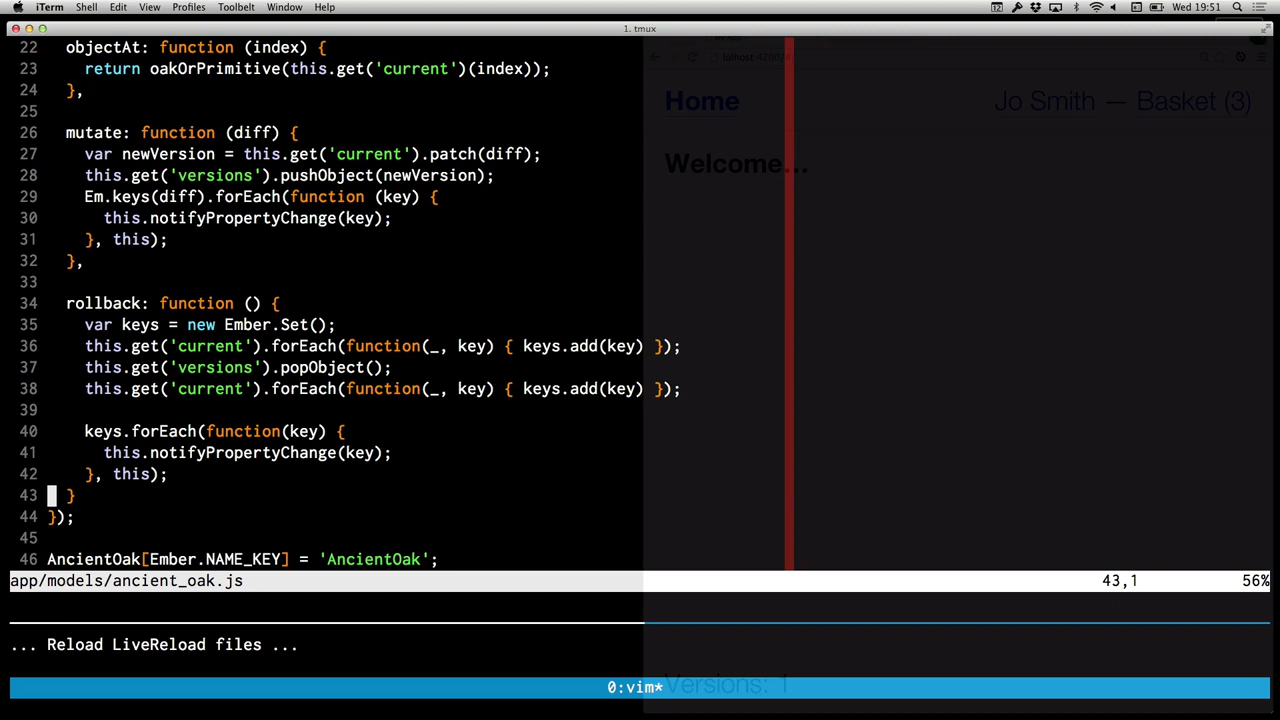 iTerm Shell Edit View Profiles Toolbelt Window Help 12 Wed 19:51
1. tmux
22 objectAt: function (index) {
23 return oakOrPrimitive(this.get('current')(index));
24 },
25
26 mutate: function (diff) {
27 var newVersion = this.get('current').patch(diff);
28 this.get('versions').pushObject(newVersion);
29 Em.keys(diff).forEach(function (key) {
30 this.notifyPropertyChange(key);
31 }, this);
32 },
33
34 rollback: function () {
35 var keys = new Ember.Set();
36 this.get('current').forEach(function(_, key) { keys.add(key) });
37 this.get('versions').popObject();
38 this.get('current').forEach(function(_, key) { keys.add(key) });
39
40 keys.forEach(function(key) {
41 this.notifyPropertyChange(key);
42 }, this);
43 }
44 });
45
46 AncientOak[Ember.NAME_KEY] = 'AncientOak';
app/models/ancient_oak.js 43,1 56%
... Reload LiveReload files ...
0:vim*
Home Jo Smith — Basket (3)
Welcome...
Versions: 1